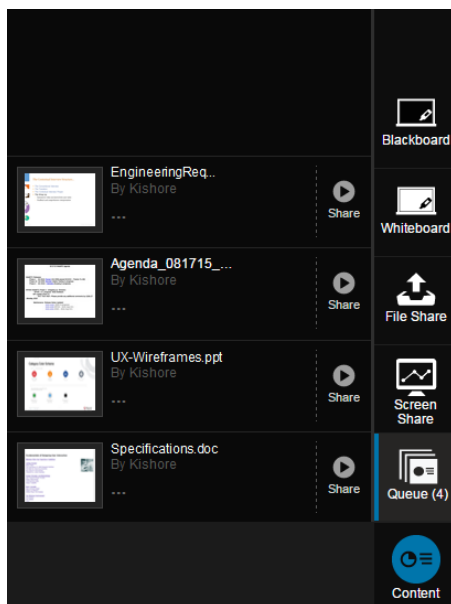 EngineeringReq...
By Kishore
...
Share
Agenda_081715_...
By Kishore
...
Share
UX-Wireframes.ppt
By Kishore
...
Share
Specifications.doc
By Kishore
...
Share
Blackboard
Whiteboard
File Share
Screen
Share
Queue (4)
Content